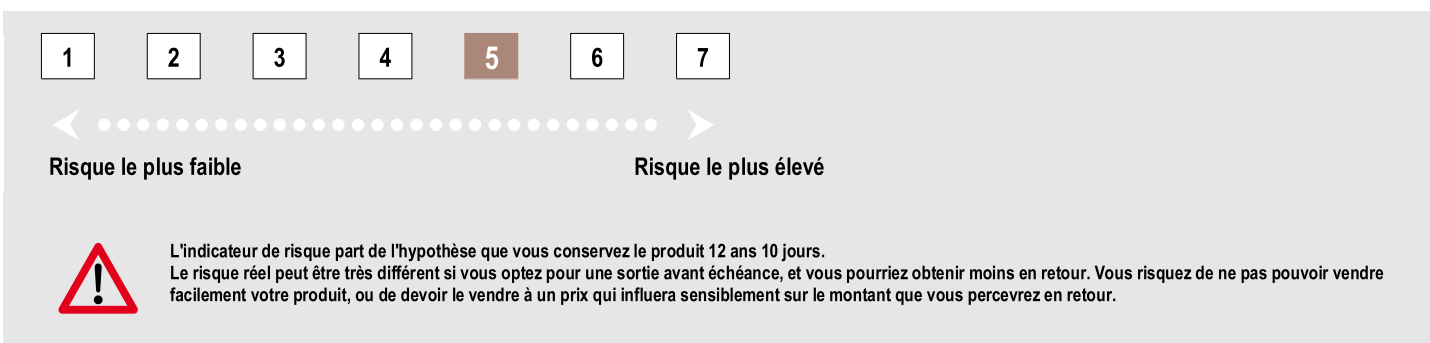 1 2 3 4 5 6 7
Risque le plus faible Risque le plus élevé
L'indicateur de risque part de l'hypothèse que vous conservez le produit 12 ans 10 jours.
Le risque réel peut être très différent si vous optez pour une sortie avant échéance, et vous pourriez obtenir moins en retour. Vous risquez de ne pas pouvoir vendre
facilement votre produit, ou de devoir le vendre à un prix qui influera sensiblement sur le montant que vous percevrez en retour.